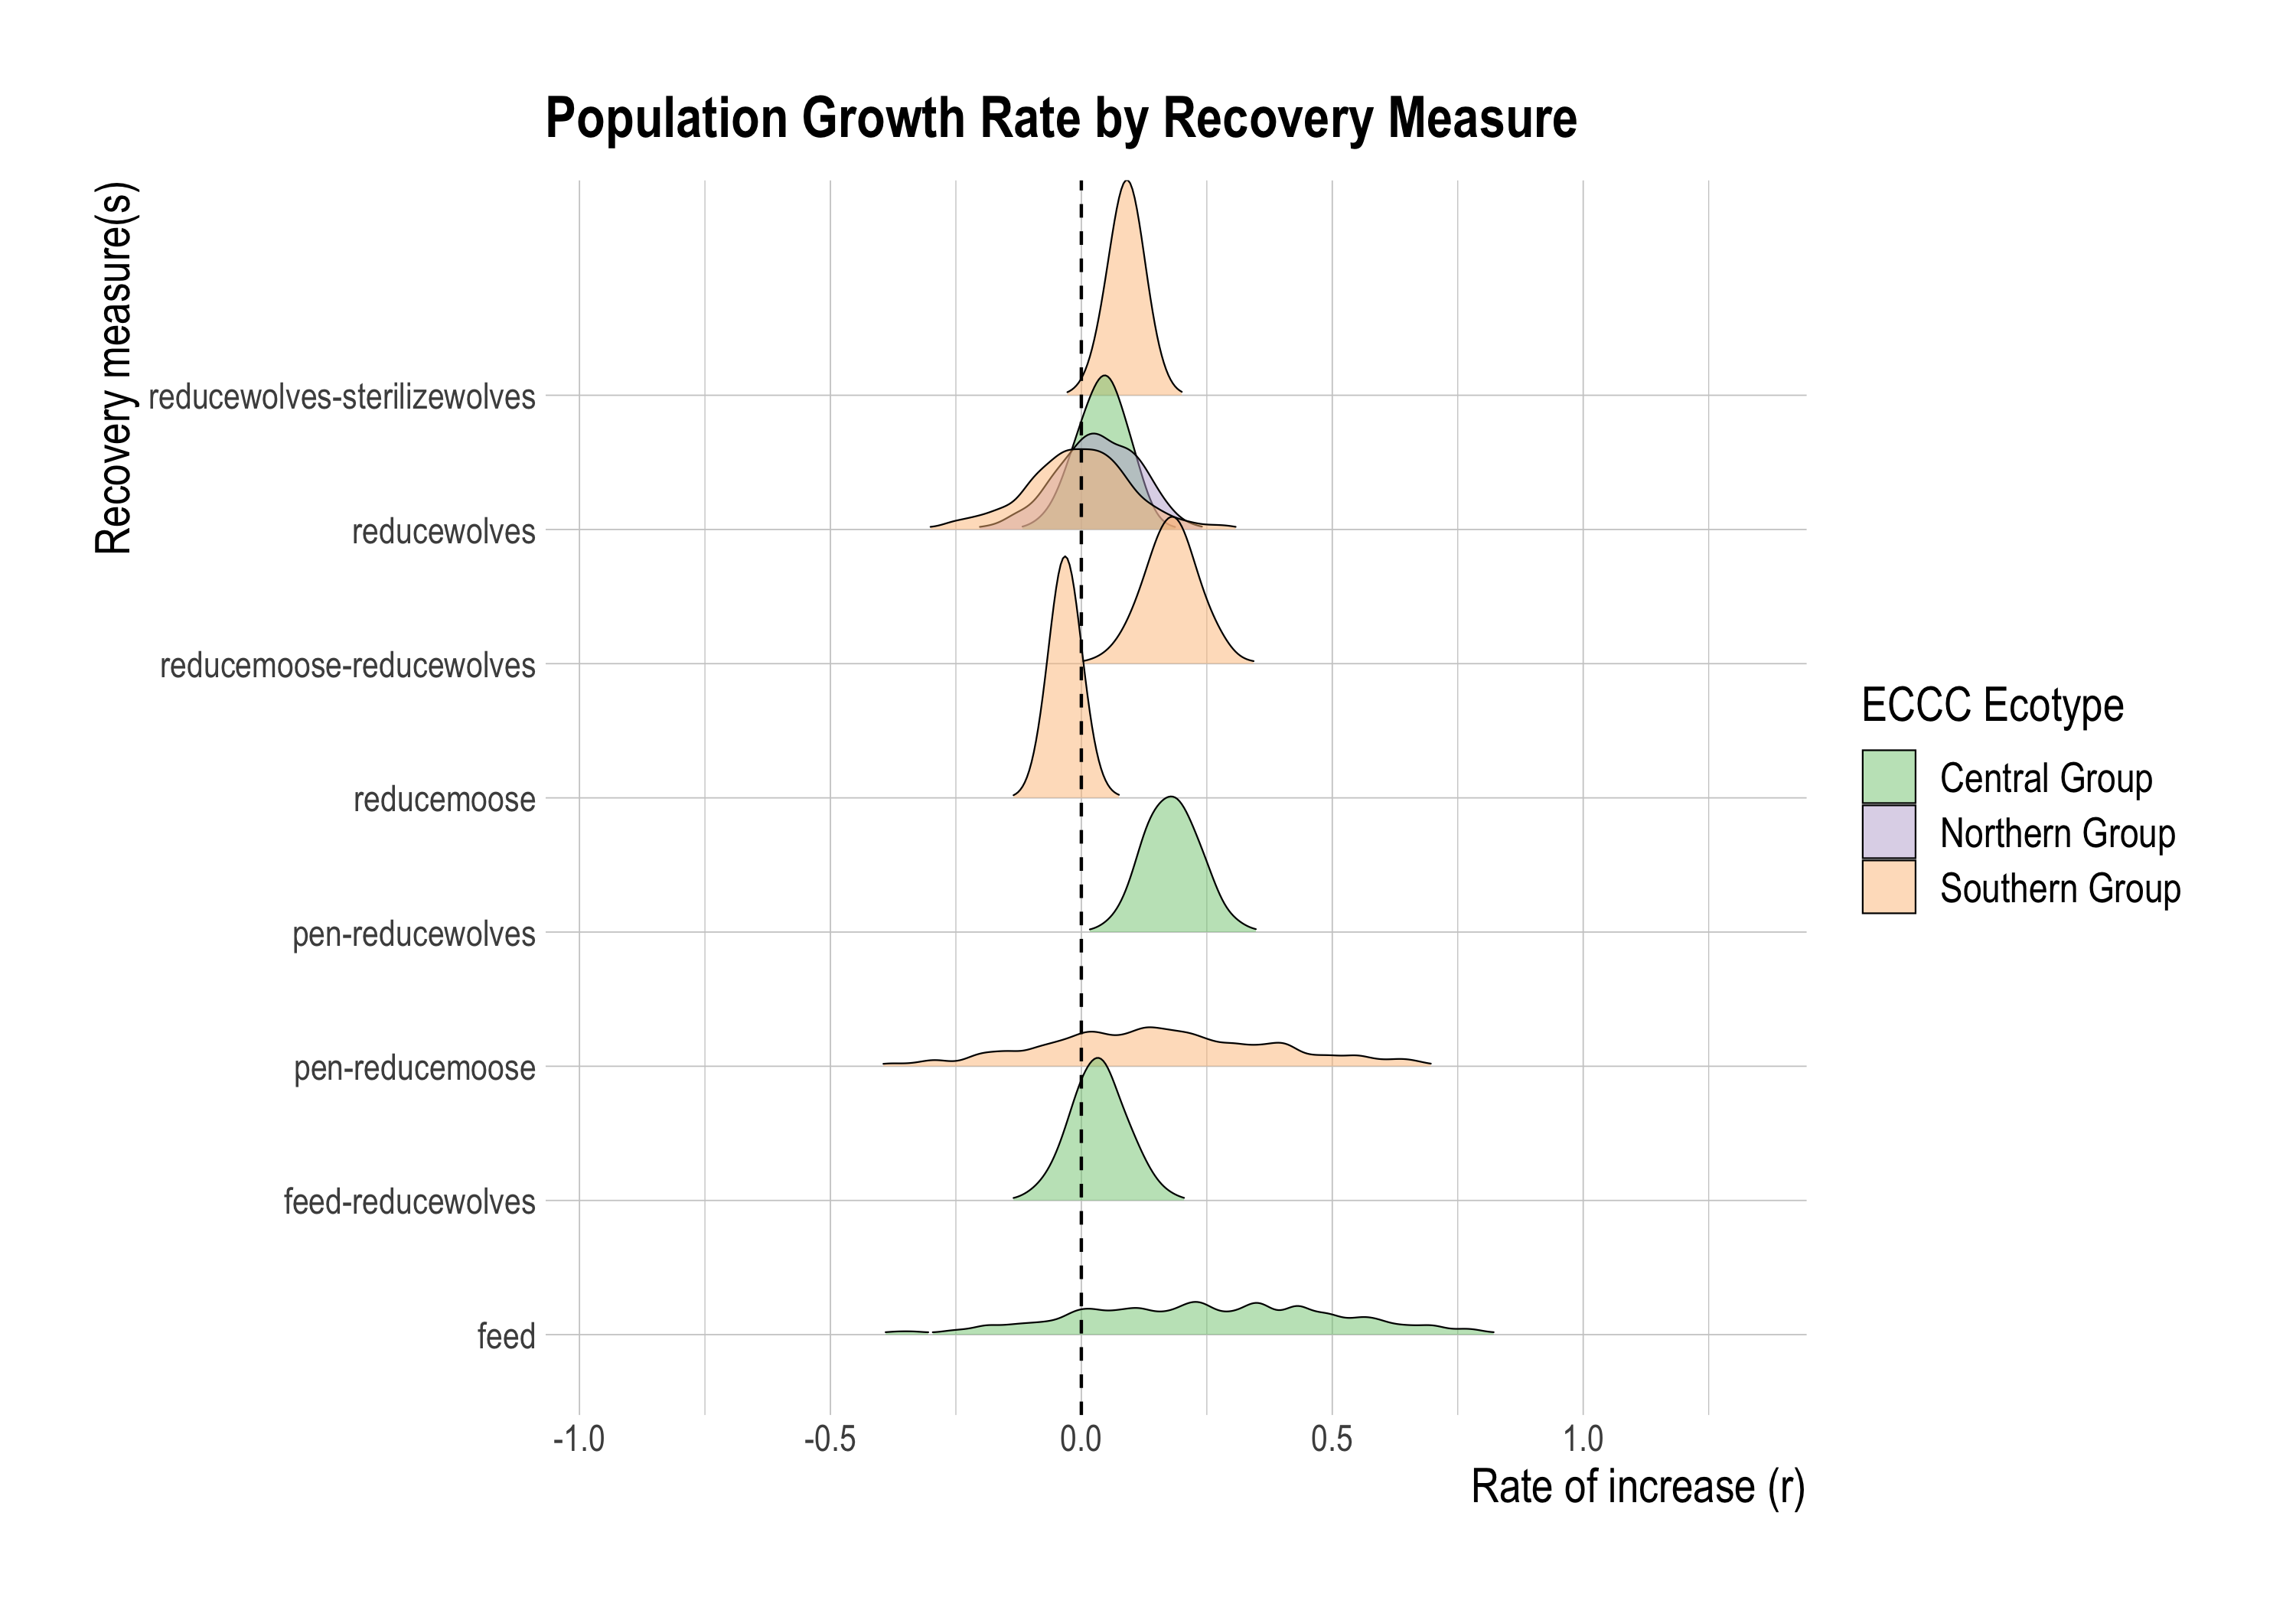 Population Growth Rate by Recovery Measure
Recovery measure(s)
reducewolves-sterilizewolves
reducewolves
reducemoose-reducewolves
reducemoose
pen-reducewolves
pen-reducemoose
feed-reducewolves
feed
-1.0
-0.5
0.0
0.5
1.0
Rate of increase (r)
ECCC Ecotype
Central Group
Northern Group
Southern Group